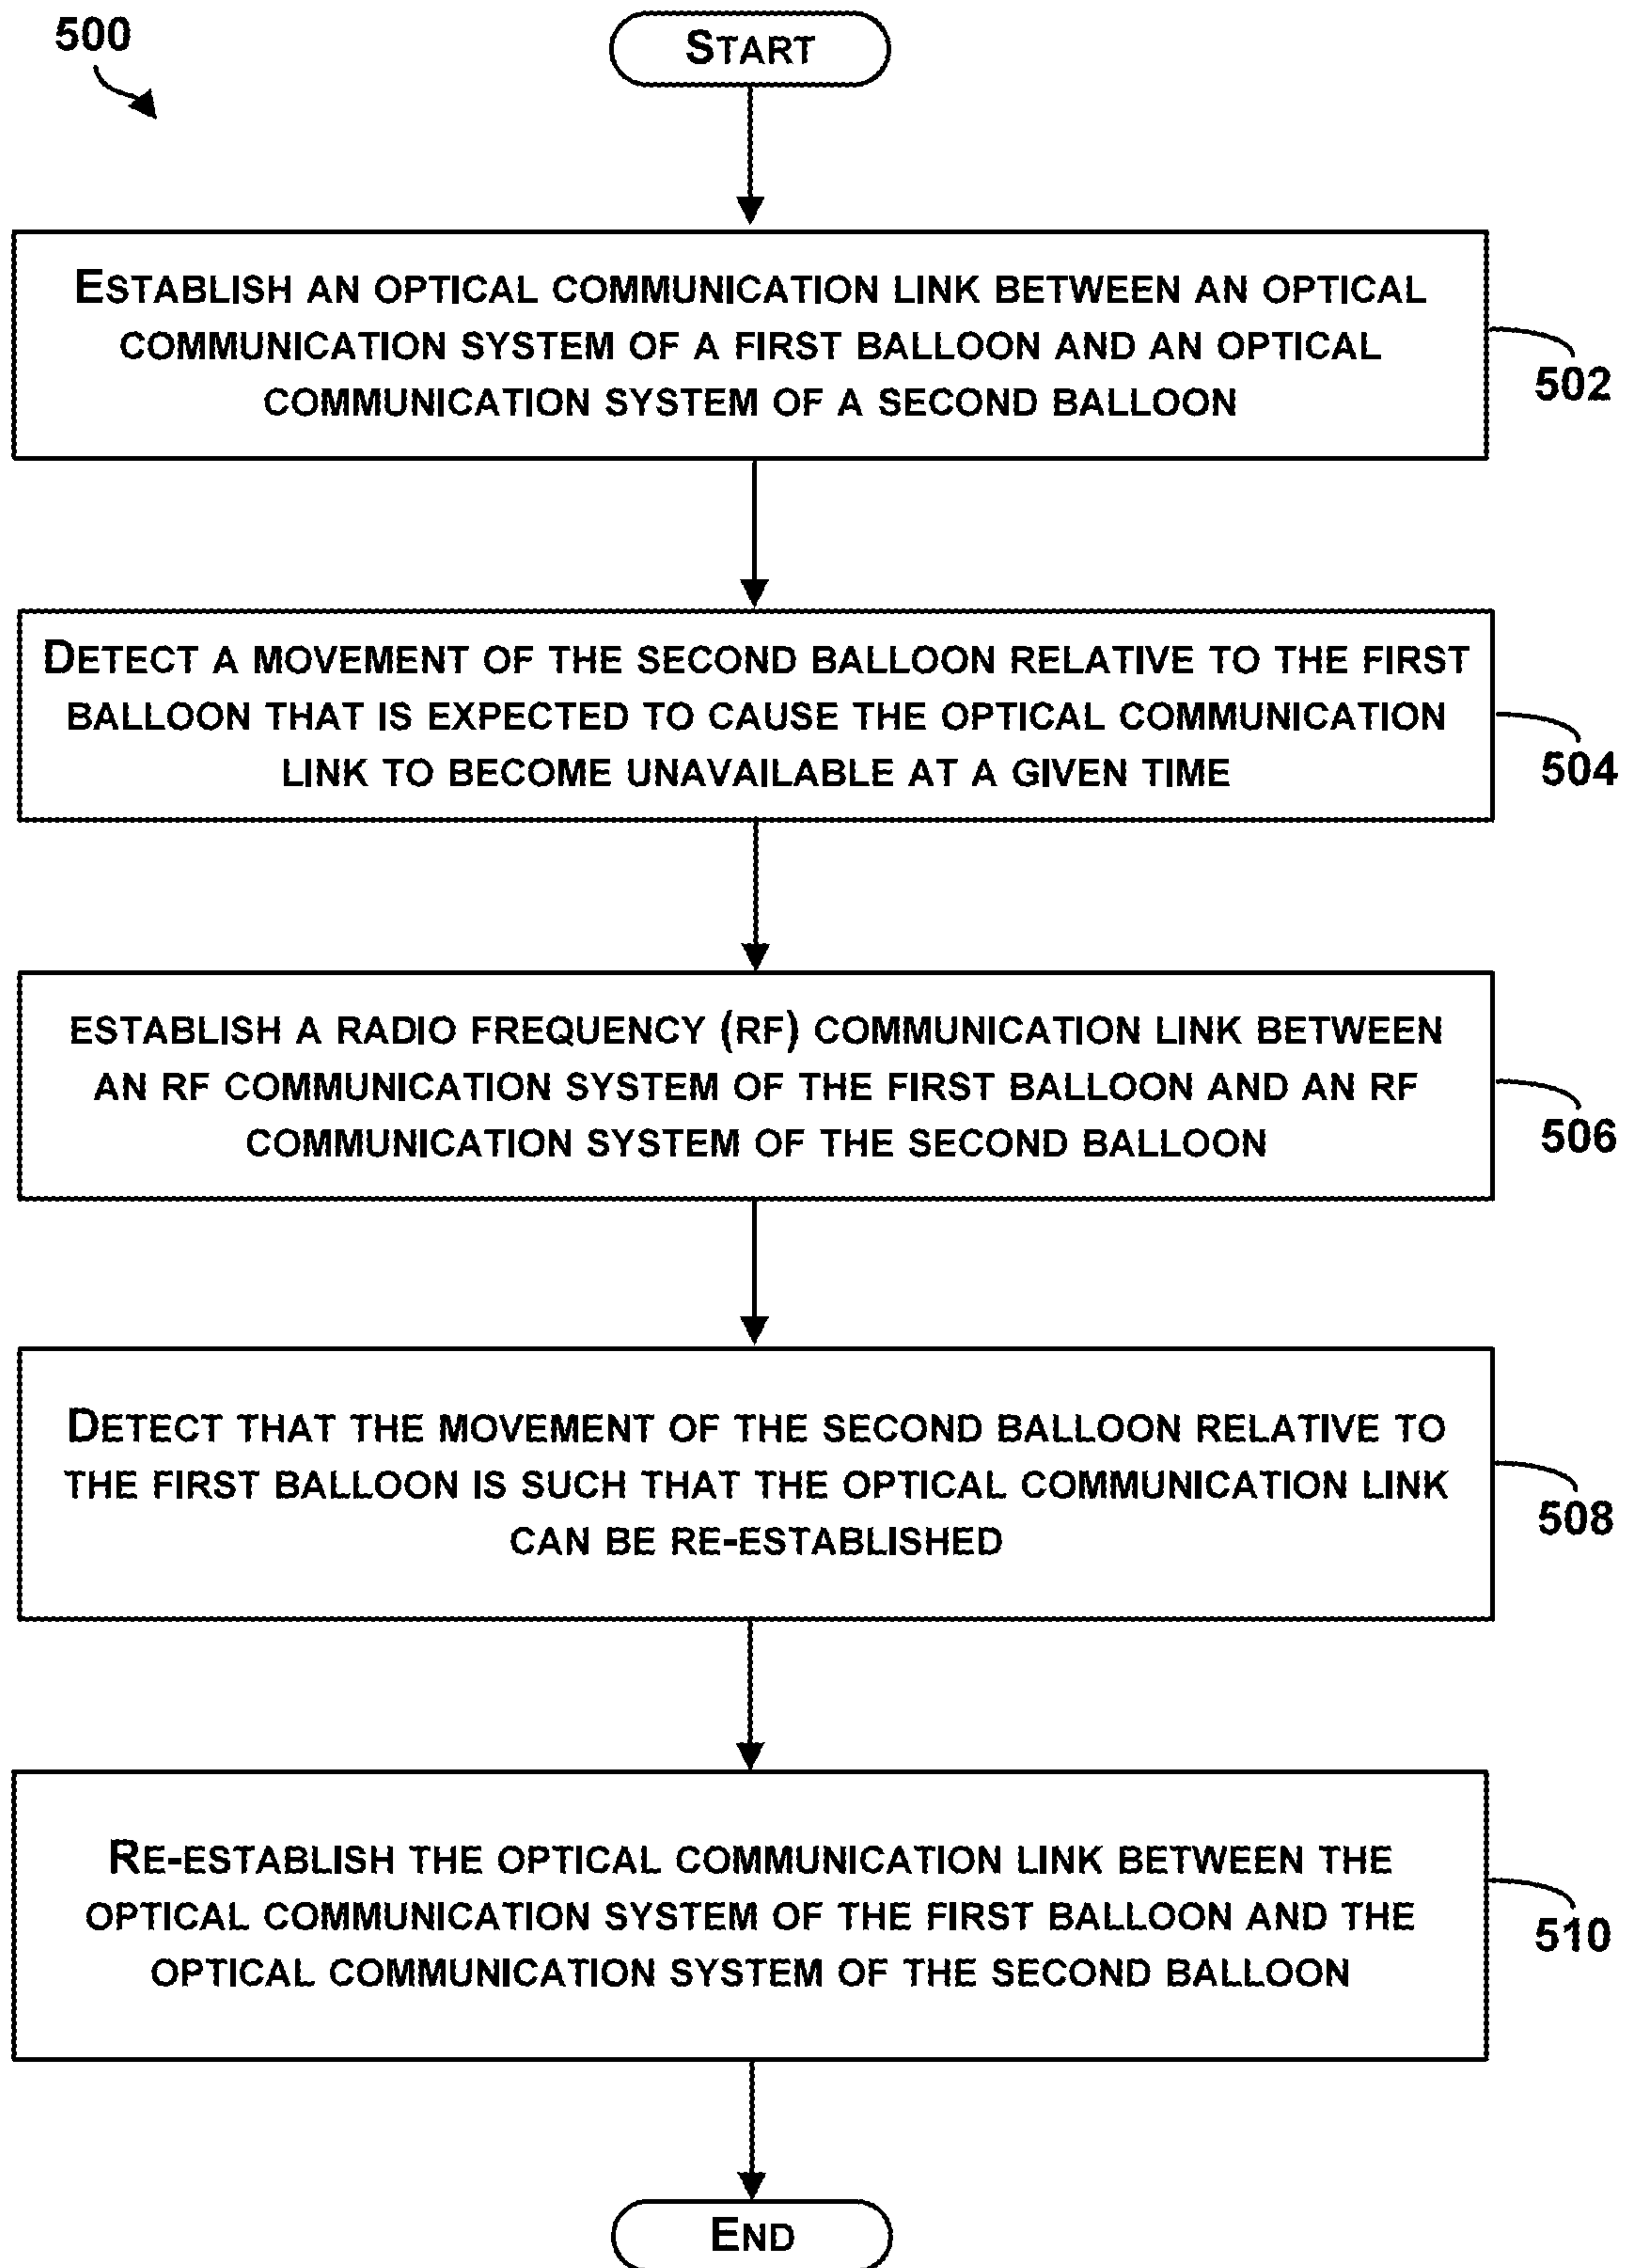 500
START
ESTABLISH AN OPTICAL COMMUNICATION LINK BETWEEN AN OPTICAL
COMMUNICATION SYSTEM OF A FIRST BALLOON AND AN OPTICAL
COMMUNICATION SYSTEM OF A SECOND BALLOON
502
DETECT A MOVEMENT OF THE SECOND BALLOON RELATIVE TO THE FIRST
BALLOON THAT IS EXPECTED TO CAUSE THE OPTICAL COMMUNICATION
LINK TO BECOME UNAVAILABLE AT A GIVEN TIME
504
ESTABLISH A RADIO FREQUENCY (RF) COMMUNICATION LINK BETWEEN
AN RF COMMUNICATION SYSTEM OF THE FIRST BALLOON AND AN RF
COMMUNICATION SYSTEM OF THE SECOND BALLOON
506
DETECT THAT THE MOVEMENT OF THE SECOND BALLOON RELATIVE TO
THE FIRST BALLOON IS SUCH THAT THE OPTICAL COMMUNICATION LINK
CAN BE RE-ESTABLISHED
508
RE-ESTABLISH THE OPTICAL COMMUNICATION LINK BETWEEN THE
OPTICAL COMMUNICATION SYSTEM OF THE FIRST BALLOON AND THE
OPTICAL COMMUNICATION SYSTEM OF THE SECOND BALLOON
510
END